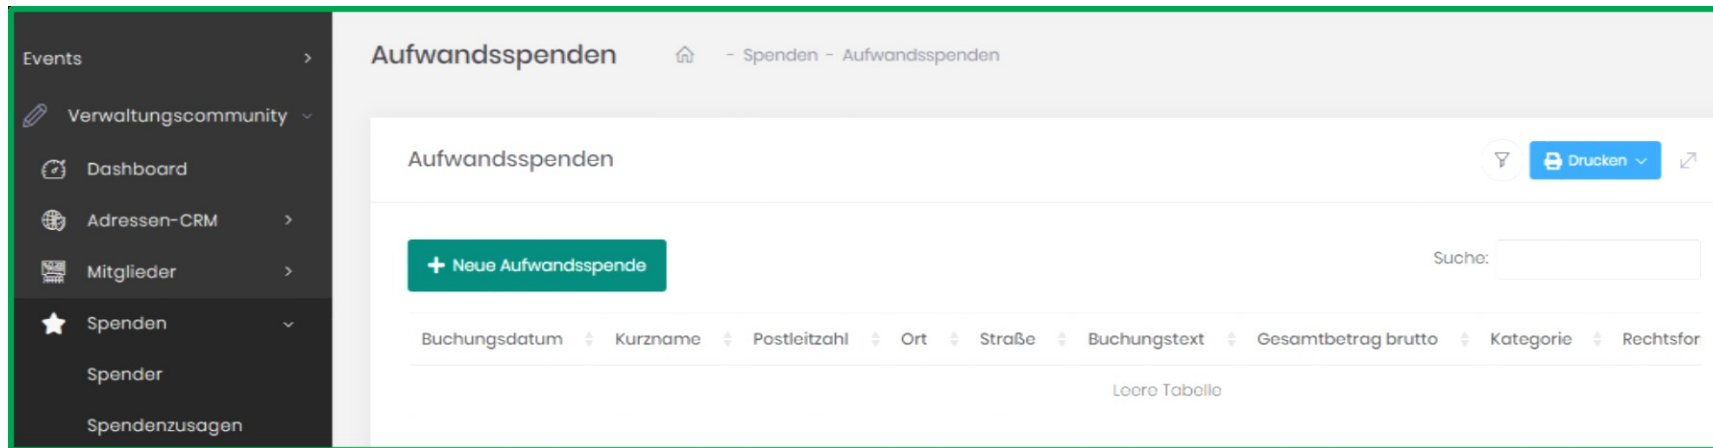 Events
Verwaltungscommunity
Dashboard
Adressen-CRM
Mitglieder
Spenden
Spender
Spendenzusagen
Aufwandsspenden - Spenden - Aufwandsspenden
Aufwandsspenden
Drucken
+ Neue Aufwandsspende
Suche:
Buchungsdatum Kurzname Postleitzahl Ort Straße Buchungstext Gesamtbetrag brutto Kategorie Rechtsfor
Leere Tabelle